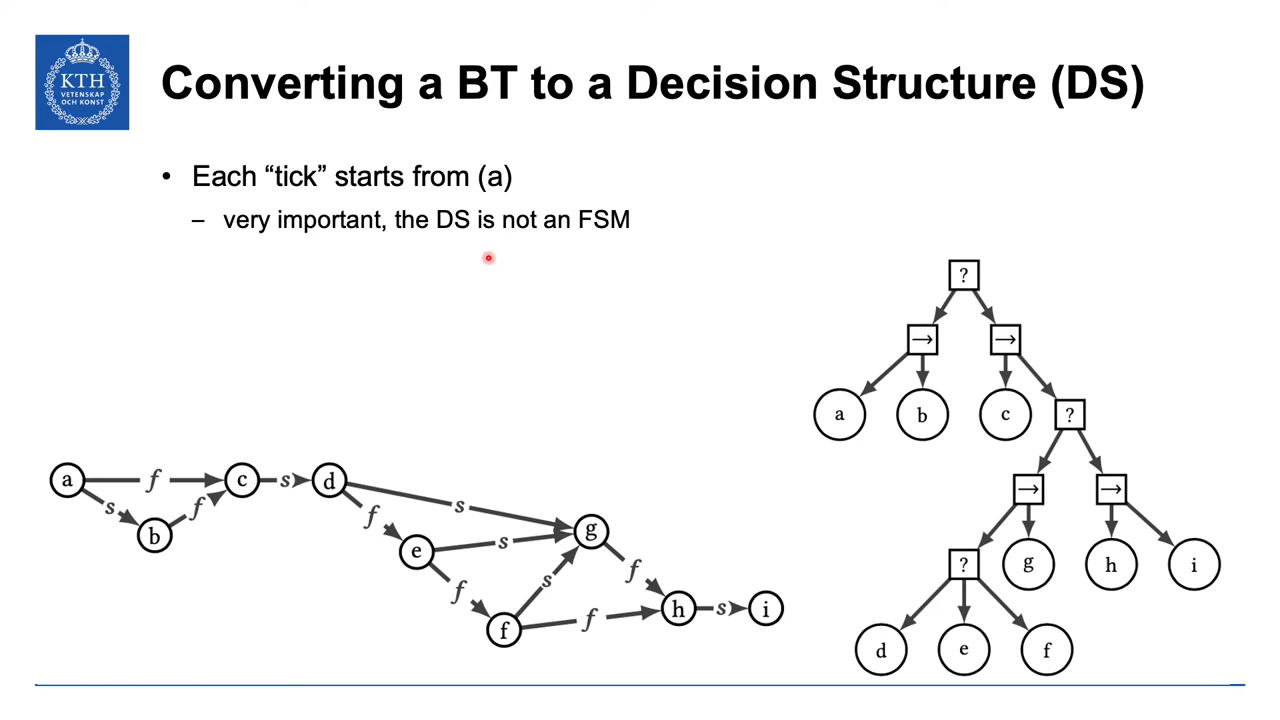 KTH
VETENSKAP
OCH KONST
Converting a BT to a Decision Structure (DS)
• Each “tick” starts from (a)
– very important, the DS is not an FSM
?
→ →
a b c ?
→ →
? g h i
d e f
a f c s d
s f s
b f g
e s
f s f
f f h s i